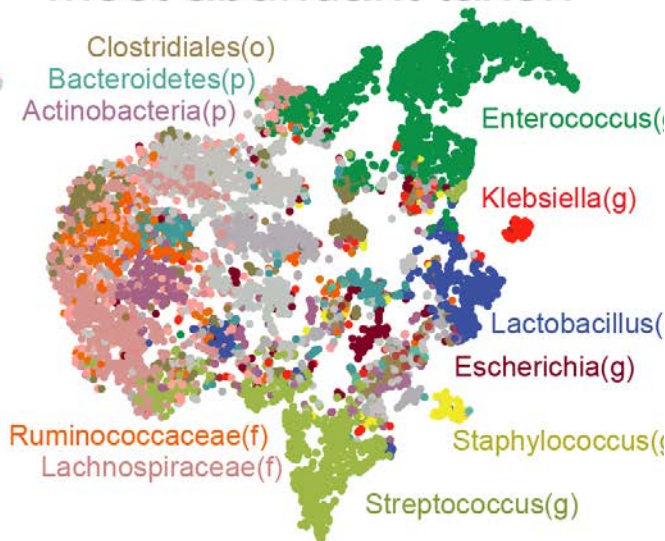 Clostridiales(o)
Bacteroidetes(p)
Actinobacteria(p)
Enterococcus(g
Klebsiella(g)
Lactobacillus(
Escherichia(g)
Ruminococcaceae(f)
Staphylococcus(g
Lachnospiraceae(f)
Streptococcus(g)